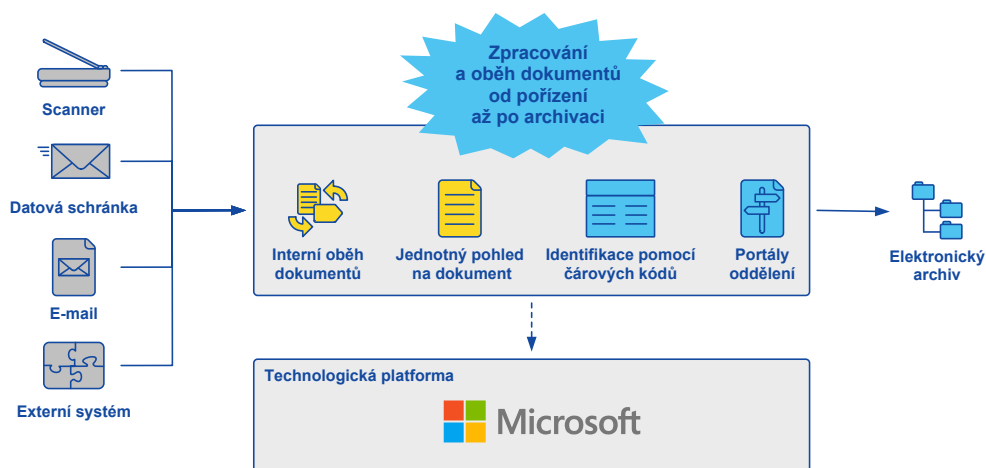 Zpracování
a oběh dokumentů
od pořízení
až po archivaci
Scanner
Datová schránka
E-mail
Externí systém
Interní oběh
dokumentů
Jednotný pohled
na dokument
Identifikace pomocí
čárových kódů
Portály
oddělení
Elektronický
archiv
Technologická platforma
Microsoft